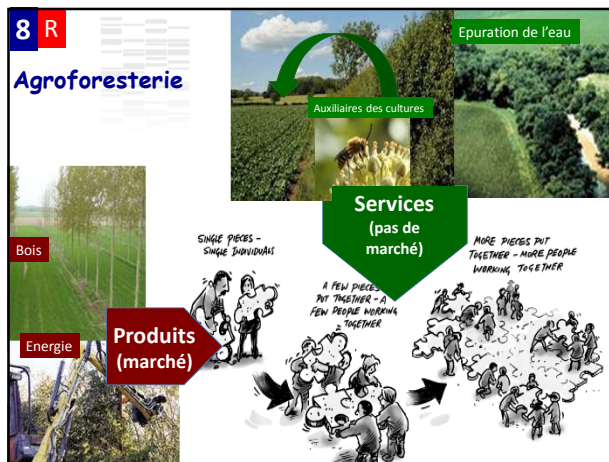 8 R
Agroforesterie
Epuration de l'eau
Auxiliaires des cultures
Services
(pas de
marché)
Bois
Energie
Produits
(marché)
SINGLE PIECES -
SINGLE INDIVIDUALS
A FEW PIECES
PUT TOGETHER - A
FEW PEOPLE WORKING
TOGETHER
MORE PIECES PUT
TOGETHER - MORE PEOPLE
WORKING TOGETHER